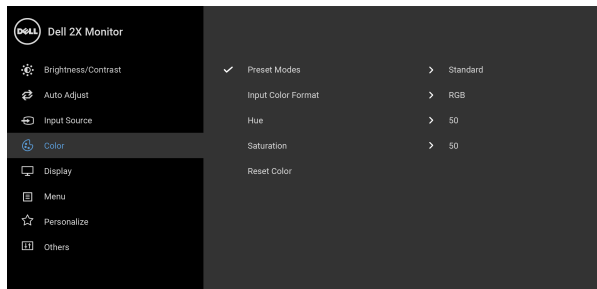 DELL Dell 2X Monitor
Brightness/Contrast
Preset Modes Standard
Auto Adjust
Input Color Format RGB
Input Source
Hue 50
Color
Saturation 50
Display
Reset Color
Menu
Personalize
Others